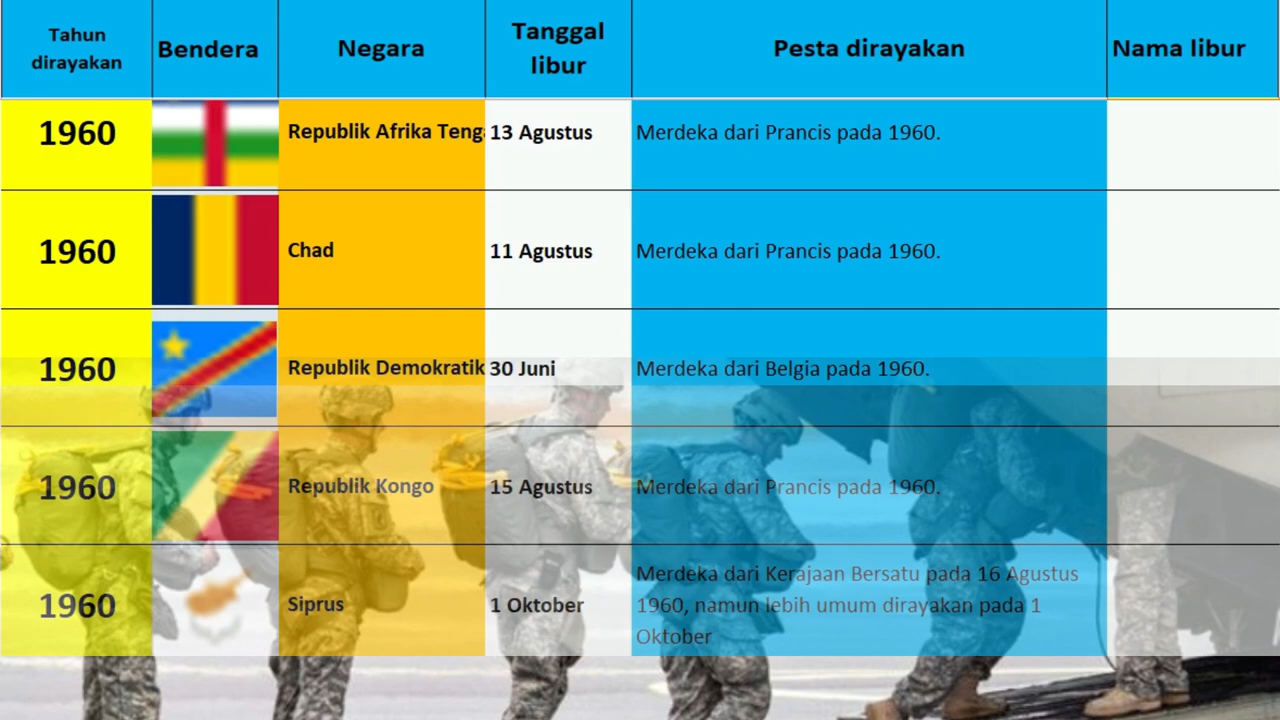 Tahun
dirayakan
Bendera
Negara
Tanggal
libur
Pesta dirayakan
Nama libur
1960
Republik Afrika Teng
13 Agustus
Merdeka dari Prancis pada 1960.
1960
Chad
11 Agustus
Merdeka dari Prancis pada 1960.
1960
Republik Demokratik
30 Juni
Merdeka dari Belgia pada 1960.
1960
Republik Kongo
15 Agustus
Merdeka dari Prancis pada 1960.
1960
Siprus
1 Oktober
Merdeka dari Kerajaan Bersatu pada 16 Agustus
1960, namun lebih umum dirayakan pada 1
Oktober